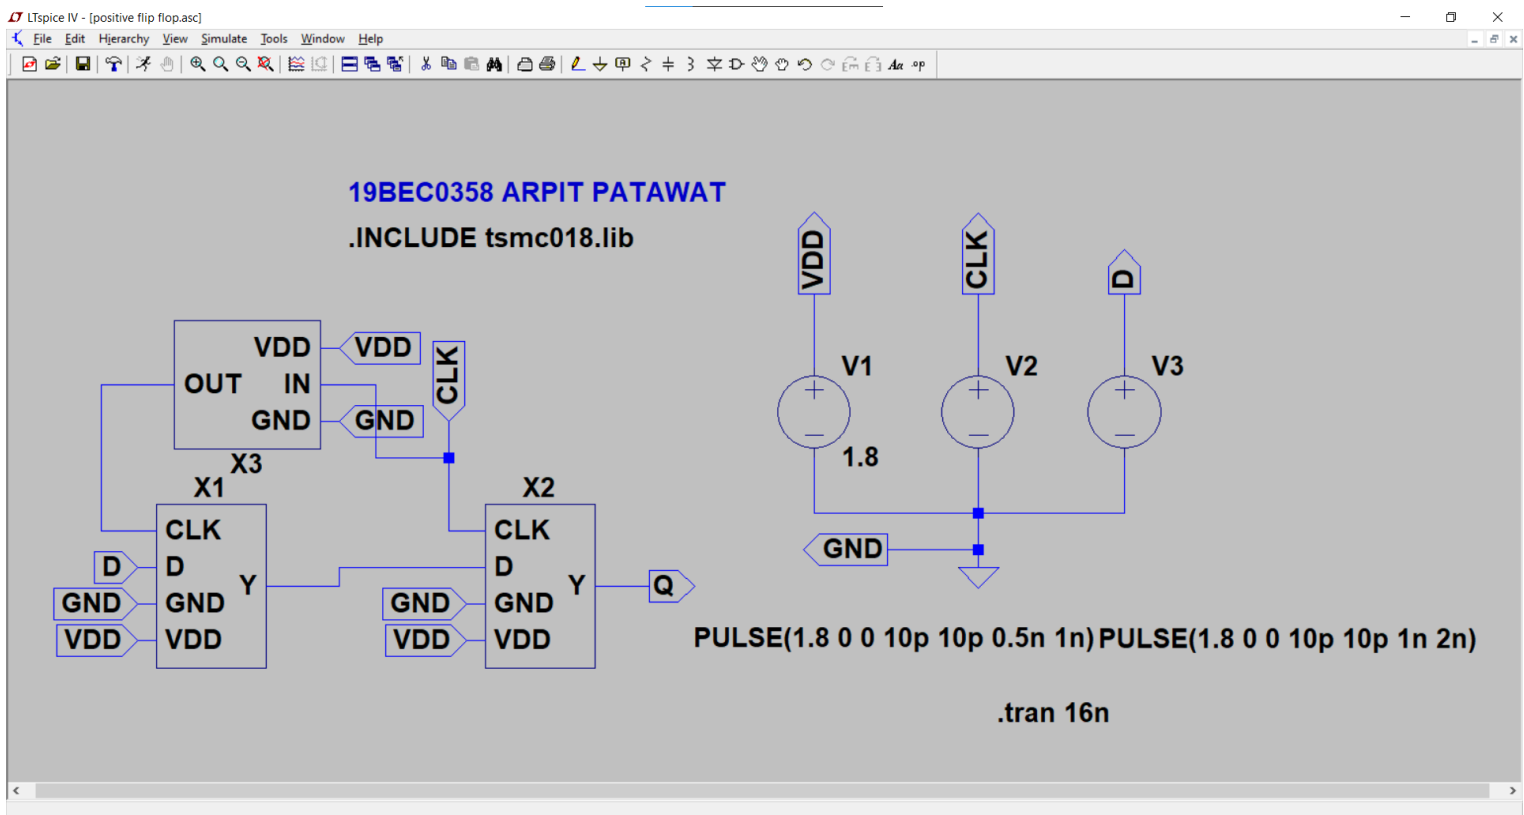 LTspice IV - [positive flip flop.asc]
File Edit Hierarchy View Simulate Tools Window Help
Aa .op
19BEC0358 ARPIT PATAWAT
.INCLUDE tsmc018.lib
VDD
CLK
D
VDD
VDD
OUT
IN
GND
GND
CLK
X3
V1
V2
V3
1.8
X1
CLK
D
D
GND
GND
VDD
VDD
Y
X2
CLK
D
GND
GND
VDD
VDD
Y
Q
GND
PULSE(1.8 0 0 10p 10p 0.5n 1n)
PULSE(1.8 0 0 10p 10p 1n 2n)
.tran 16n